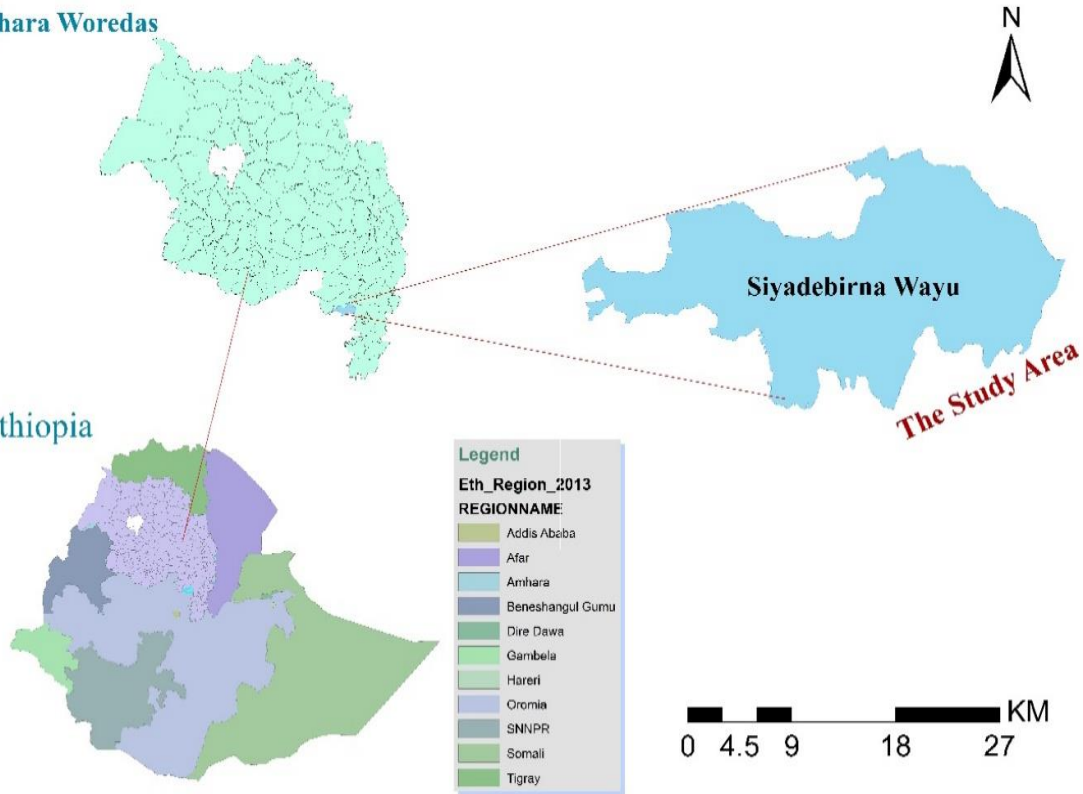 hara Woredas
N
Siyadebirna Wayu
The Study Area
thiopia
Legend
Eth_Region_2013
REGIONNAME
Addis Ababa
Afar
Amhara
Beneshangul Gumu
Dire Dawa
Gambela
Hareri
Oromia
SNNPR
Somali
Tigray
KM
0 4.5 9 18 27